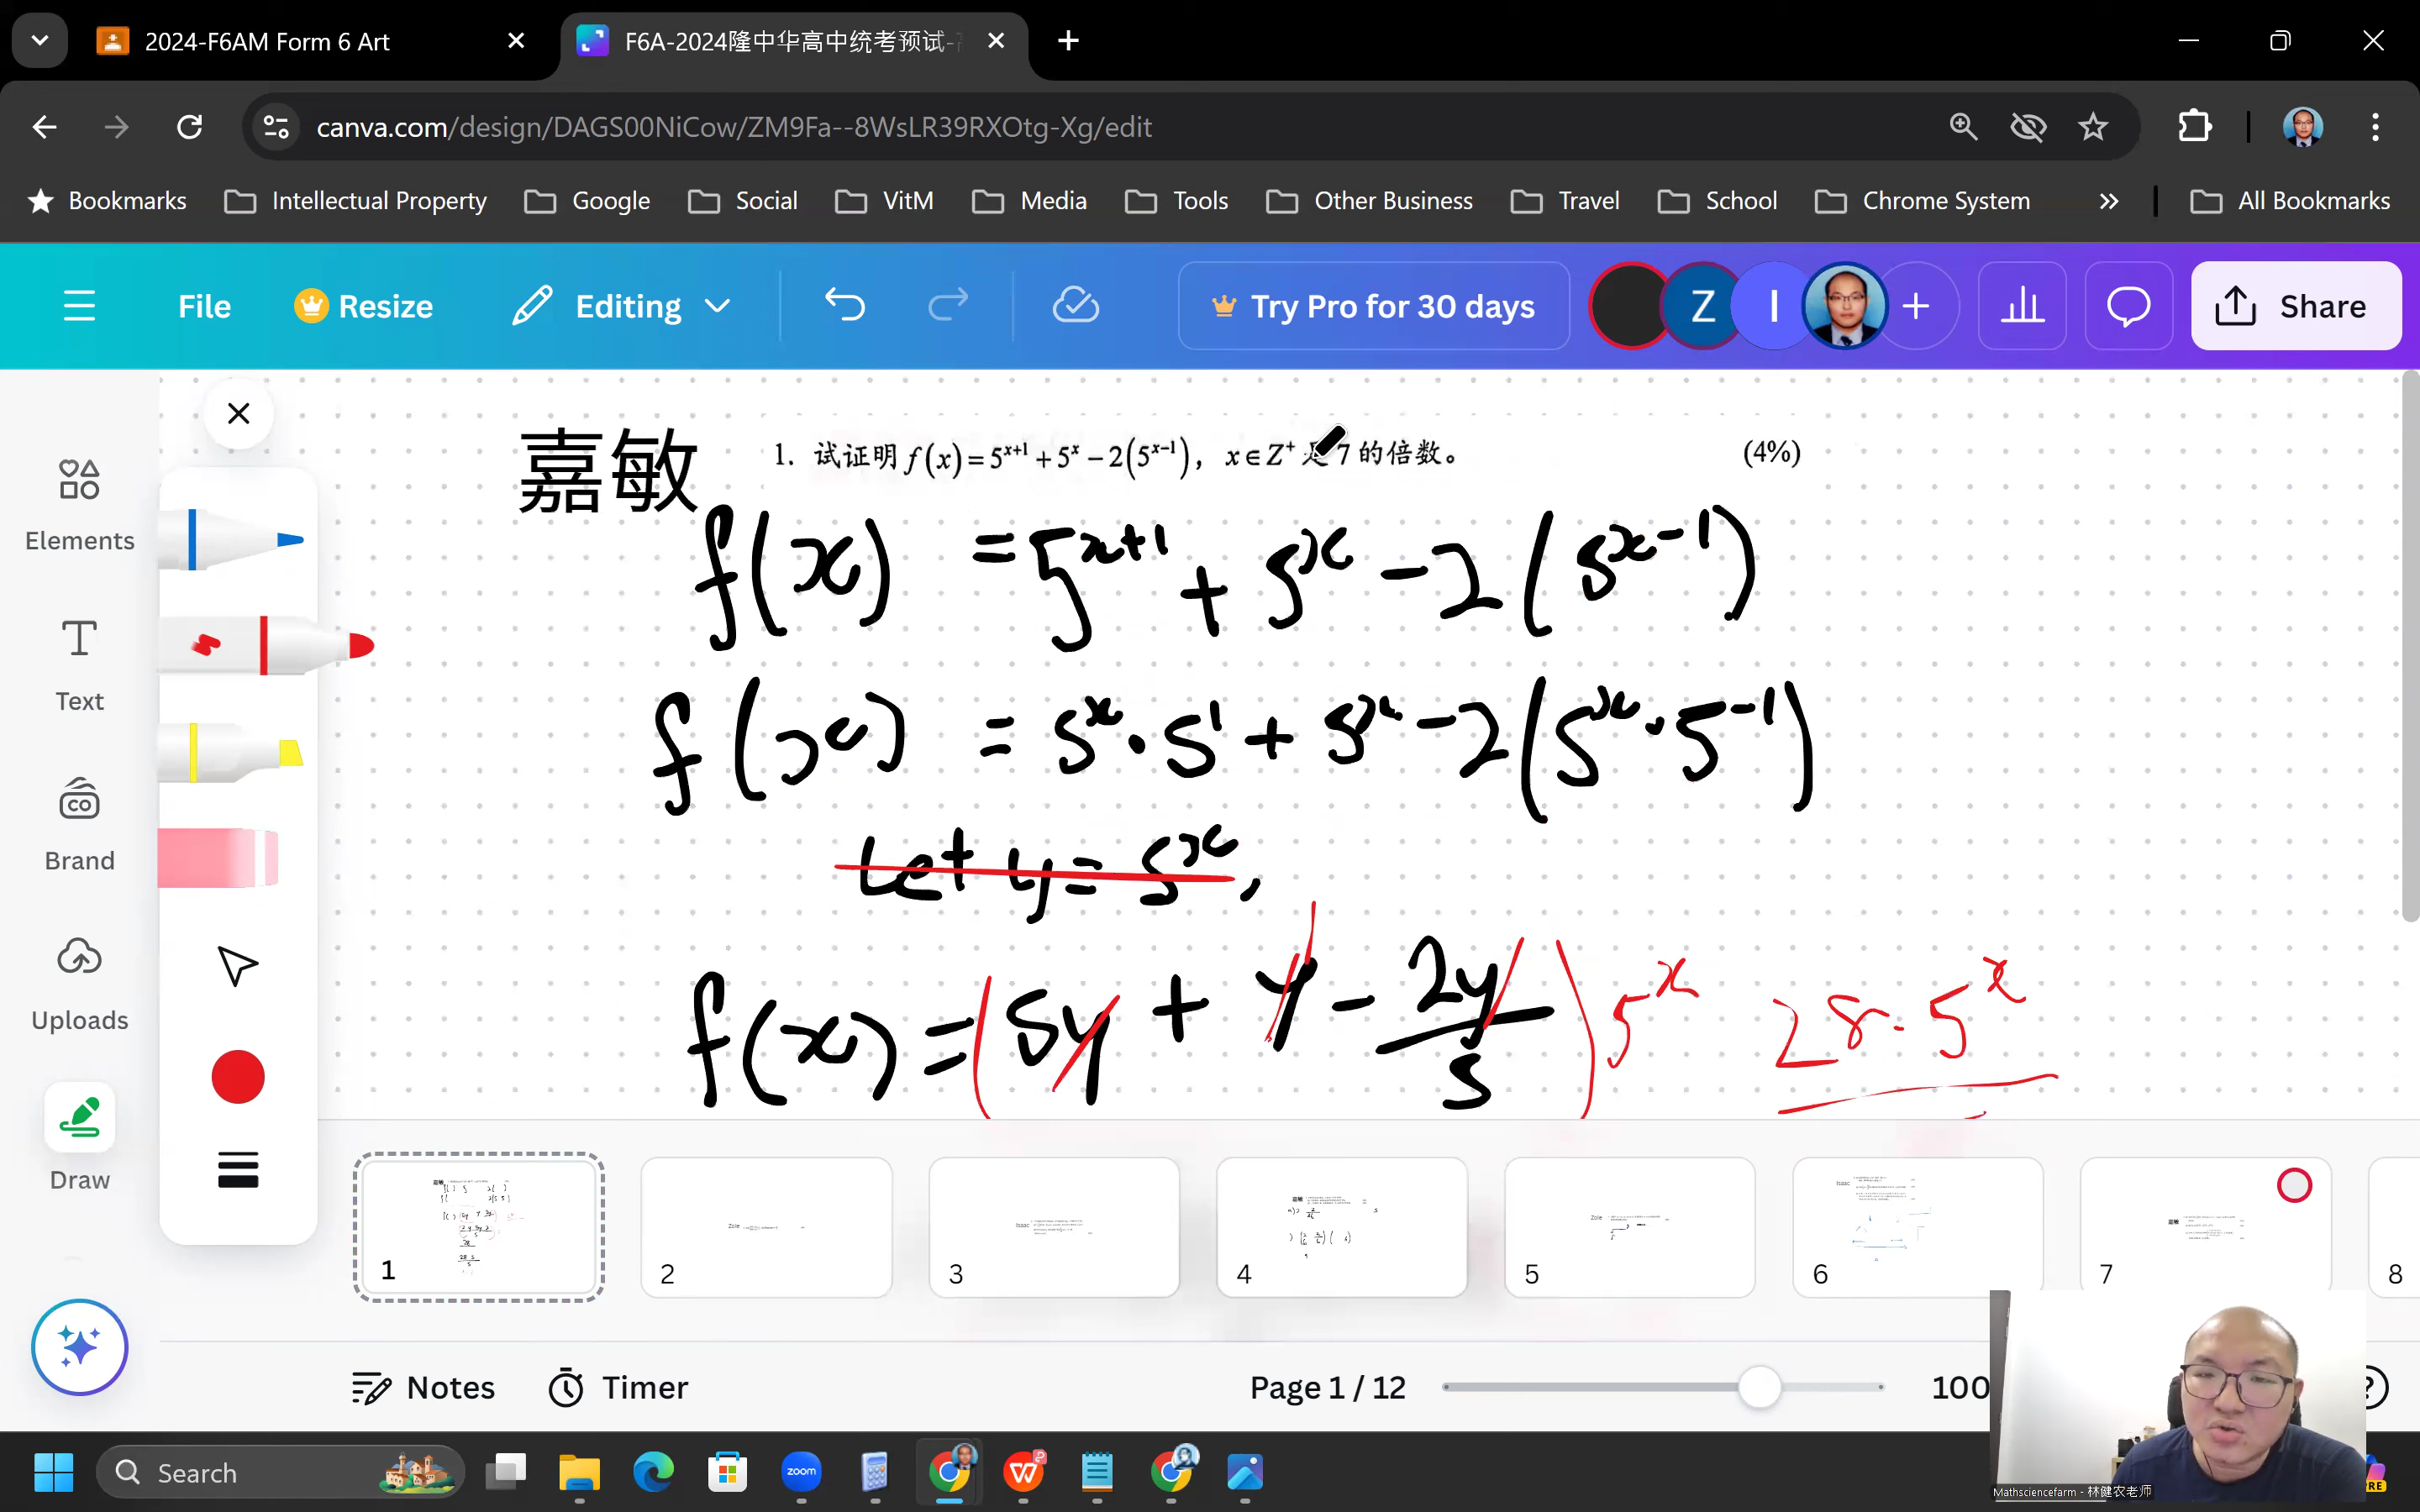 2024-F6AM Form 6 Art
F6A-2024隆中华高中统考预试-
canva.com/design/DAGS00NiCow/ZM9Fa--8WsLR39RXOtg-Xg/edit
Bookmarks Intellectual Property Google Social VitM Media Tools Other Business Travel School Chrome System All Bookmarks
File Resize Editing Try Pro for 30 days Z I Share
Elements
Text
Brand
Uploads
Draw
嘉敏
1. 试证明 f(x)=5^{x+1}+5^x-2(5^{x-1}), x∈Z^+ 是 7 的倍数。 (4%)
f(x) = 5^{x+1} + 5^x - 2(5^{x-1})
f(x) = 5^x · 5^1 + 5^x - 2(5^x · 5^{-1})
Let y = 5^x,
f(x) = (5y + y - 2y/5) 5^x 28·5^x
1 2 3 4 5 6 7 8
Notes Timer Page 1 / 12 100
Search zoom
Mathsciencefarm - 林健农老师